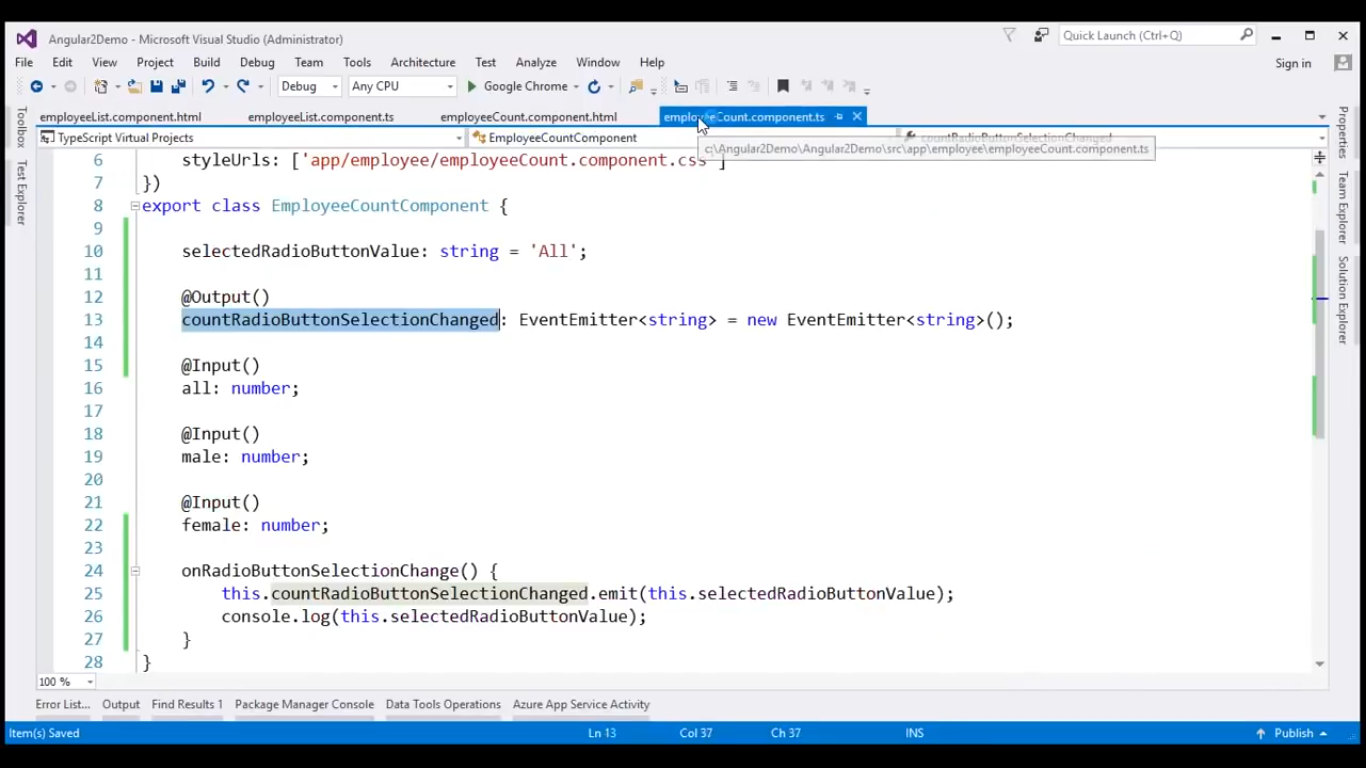 Angular2Demo - Microsoft Visual Studio (Administrator)
Quick Launch (Ctrl+Q)
File Edit View Project Build Debug Team Tools Architecture Test Analyze Window Help
Sign in
Debug Any CPU Google Chrome
employeeList.component.html employeeList.component.ts employeeCount.component.html employeeCount.component.ts
TypeScript Virtual Projects EmployeeCountComponent countRadioButtonSelectionChanged
c:\Angular2Demo\Angular2Demo\src\app\employee\employeeCount.component.ts
Toolbox
Test Explorer
Properties
Team Explorer
Solution Explorer
6 styleUrls: ['app/employee/employeeCount.component.css']
7 })
8 export class EmployeeCountComponent {
9
10 selectedRadioButtonValue: string = 'All';
11
12 @Output()
13 countRadioButtonSelectionChanged: EventEmitter<string> = new EventEmitter<string>();
14
15 @Input()
16 all: number;
17
18 @Input()
19 male: number;
20
21 @Input()
22 female: number;
23
24 onRadioButtonSelectionChange() {
25 this.countRadioButtonSelectionChanged.emit(this.selectedRadioButtonValue);
26 console.log(this.selectedRadioButtonValue);
27 }
28 }
100 %
Error List... Output Find Results 1 Package Manager Console Data Tools Operations Azure App Service Activity
Item(s) Saved Ln 13 Col 37 Ch 37 INS Publish